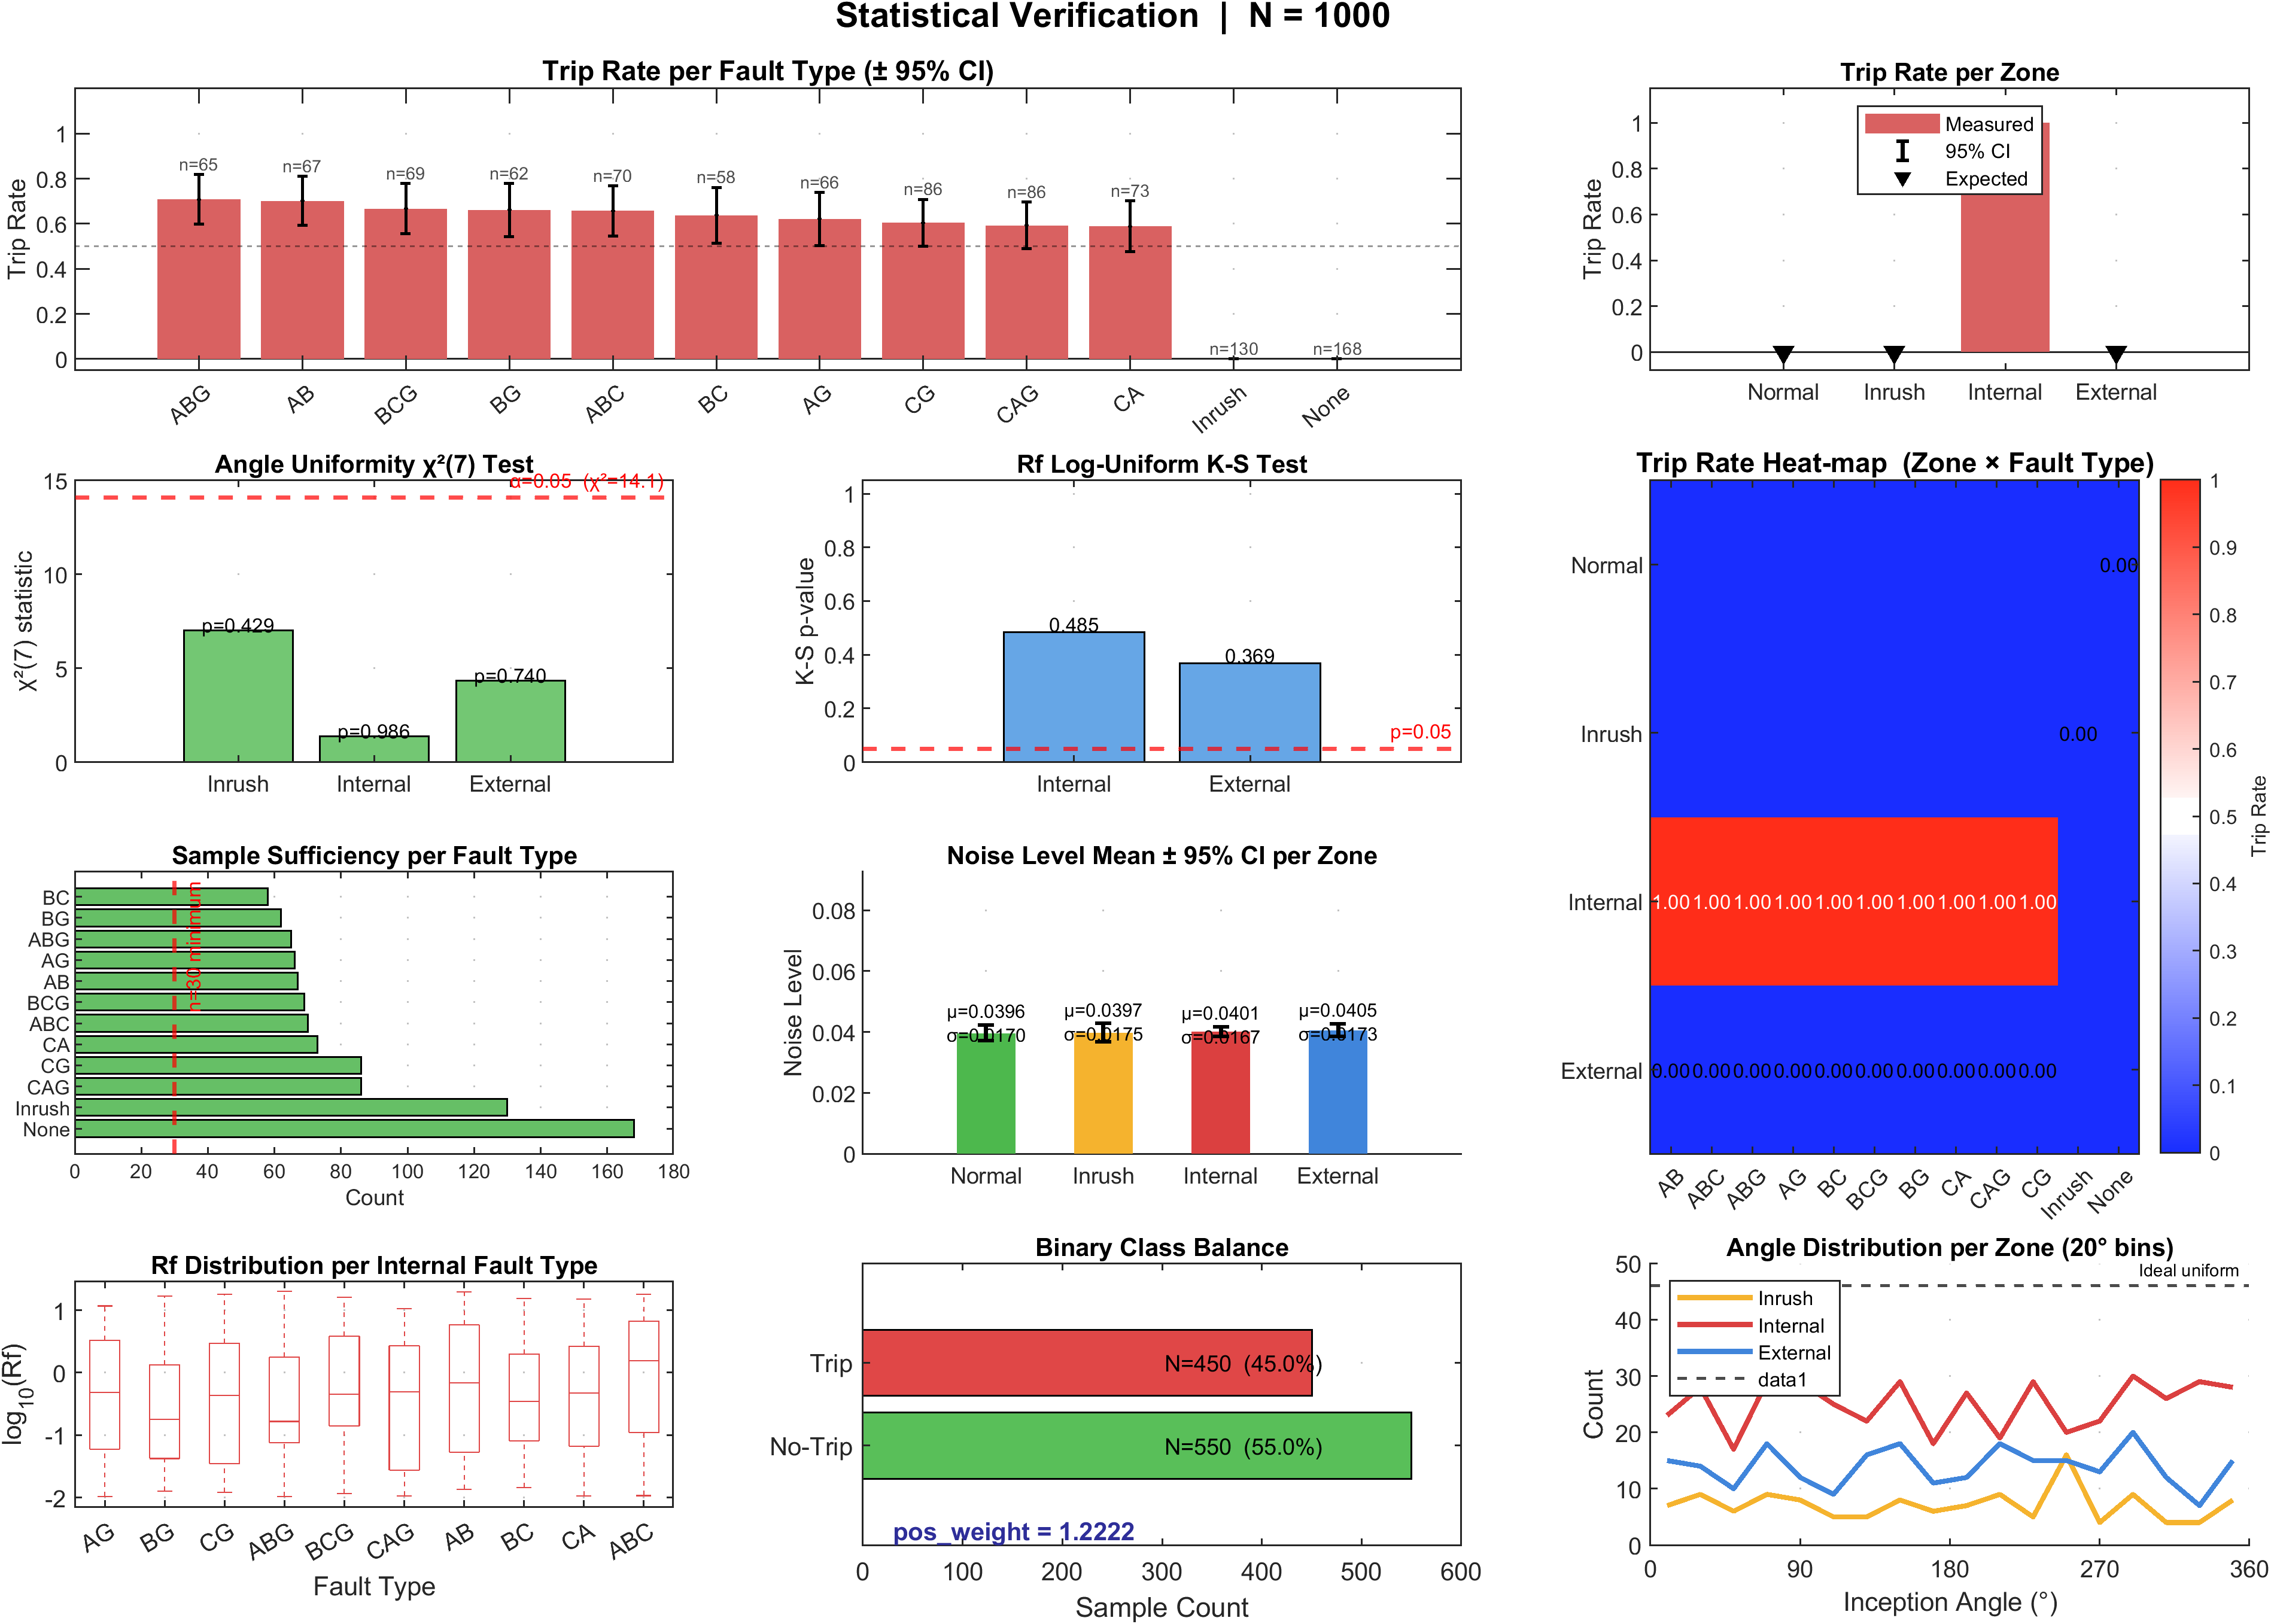 Statistical Verification | N = 1000
Trip Rate per Fault Type (± 95% CI)
Trip Rate
1
0.8
0.6
0.4
0.2
0
n=65
n=67
n=69
n=62
n=70
n=58
n=66
n=86
n=86
n=73
n=130
n=168
ABG
AB
BCG
BG
ABC
BC
AG
CG
CAG
CA
Inrush
None
Trip Rate per Zone
Trip Rate
1
0.8
0.6
0.4
0.2
0
Measured
95% CI
Expected
Normal
Inrush
Internal
External
Angle Uniformity χ²(7) Test
α=0.05 (χ²=14.1)
χ²(7) statistic
15
10
5
0
p=0.429
p=0.986
p=0.740
Inrush
Internal
External
Rf Log-Uniform K-S Test
K-S p-value
1
0.8
0.6
0.4
0.2
0
0.485
0.369
p=0.05
Internal
External
Trip Rate Heat-map (Zone × Fault Type)
Normal
Inrush
Internal
External
0.00
0.00
1.00 1.00 1.00 1.00 1.00 1.00 1.00 1.00 1.00 1.00
0.00 0.00 0.00 0.00 0.00 0.00 0.00 0.00 0.00 0.00
AB
ABC
ABG
AG
BC
BCG
BG
CA
CAG
CG
Inrush
None
1
0.9
0.8
0.7
0.6
0.5
0.4
0.3
0.2
0.1
0
Trip Rate
Sample Sufficiency per Fault Type
BC
BG
ABG
AG
AB
BCG
ABC
CA
CG
CAG
Inrush
None
n=30 minimum
0 20 40 60 80 100 120 140 160 180
Count
Noise Level Mean ± 95% CI per Zone
Noise Level
0.08
0.06
0.04
0.02
0
μ=0.0396
σ=0.0170
μ=0.0397
σ=0.0175
μ=0.0401
σ=0.0167
μ=0.0405
σ=0.0173
Normal
Inrush
Internal
External
Rf Distribution per Internal Fault Type
log10(Rf)
1
0
-1
-2
AG
BG
CG
ABG
BCG
CAG
AB
BC
CA
ABC
Fault Type
Binary Class Balance
Trip
N=450 (45.0%)
No-Trip
N=550 (55.0%)
pos_weight = 1.2222
0 100 200 300 400 500 600
Sample Count
Angle Distribution per Zone (20° bins)
Ideal uniform
Count
50
40
30
20
10
0
Inrush
Internal
External
data1
0 90 180 270 360
Inception Angle (°)